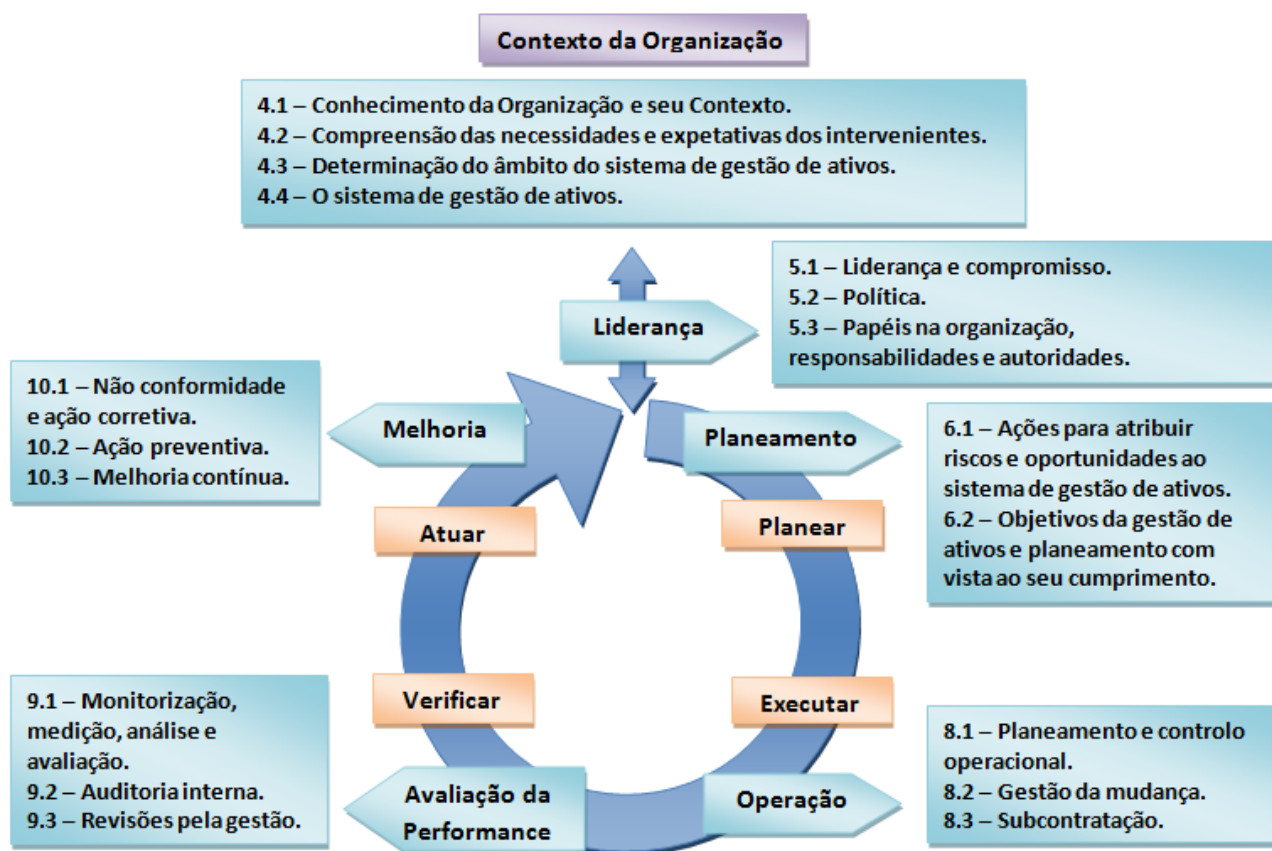 Contexto da Organização
4.1 – Conhecimento da Organização e seu Contexto.
4.2 – Compreensão das necessidades e expetativas dos intervenientes.
4.3 – Determinação do âmbito do sistema de gestão de ativos.
4.4 – O sistema de gestão de ativos.
Liderança
5.1 – Liderança e compromisso.
5.2 – Política.
5.3 – Papéis na organização,
responsabilidades e autoridades.
Planeamento
6.1 – Ações para atribuir
riscos e oportunidades ao
sistema de gestão de ativos.
6.2 – Objetivos da gestão de
ativos e planeamento com
vista ao seu cumprimento.
Planear
Executar
Operação
8.1 – Planeamento e controlo
operacional.
8.2 – Gestão da mudança.
8.3 – Subcontratação.
Avaliação da
Performance
9.1 – Monitorização,
medição, análise e
avaliação.
9.2 – Auditoria interna.
9.3 – Revisões pela gestão.
Verificar
Atuar
Melhoria
10.1 – Não conformidade
e ação corretiva.
10.2 – Ação preventiva.
10.3 – Melhoria contínua.